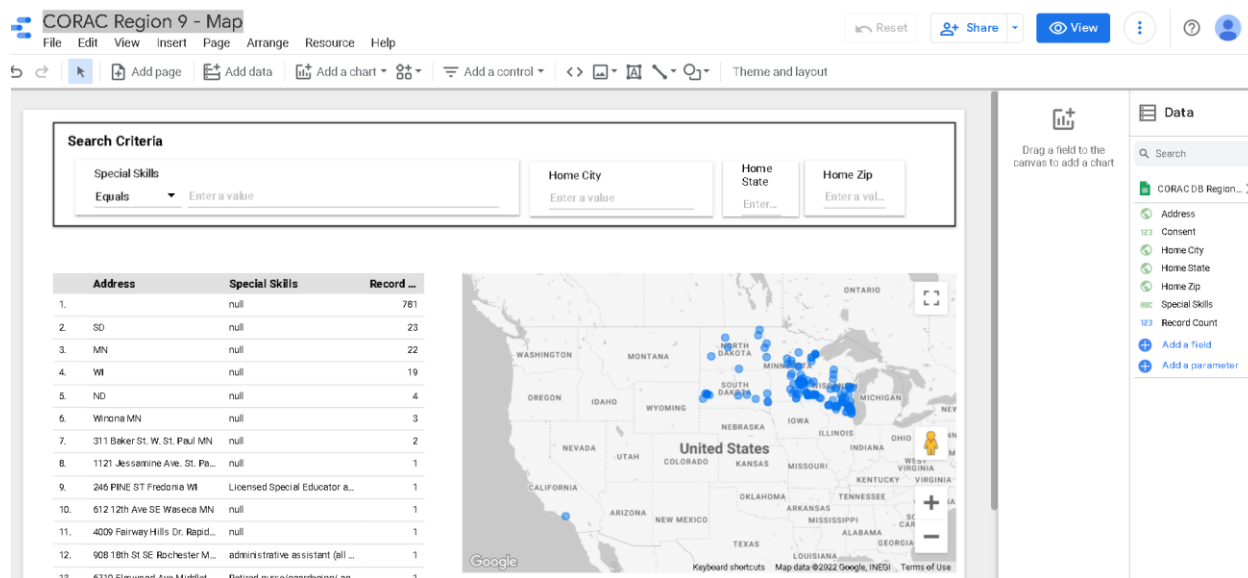 CORAC Region 9 - Map
File Edit View Insert Page Arrange Resource Help
Reset
Share
View
Add page
Add data
Add a chart
Add a control
Theme and layout
Search Criteria
Special Skills
Equals
Enter a value
Home City
Enter a value
Home
State
Enter...
Home Zip
Enter a val...
Address Special Skills Record ...
1. null 781
2. SD null 23
3. MN null 22
4. WI null 19
5. ND null 4
6. Winona MN null 3
7. 311 Baker St. W. St. Paul MN null 2
8. 1121 Jessamine Ave. St. Pa... null 1
9. 246 PINE ST Fredonia WI Licensed Special Educator a... 1
10. 612 12th Ave SE Waseca MN null 1
11. 4009 Fairway Hills Dr. Rapid... null 1
12. 908 18th St SE Rochester M... administrative assistant (all ... 1
ONTARIO
WASHINGTON
MONTANA
NORTH
DAKOTA
OREGON
IDAHO
WYOMING
SOUTH
MICHIGAN
NEBRASKA
IOWA
ILLINOIS
INDIANA
OHIO
NEVADA
UTAH
United States
COLORADO
KANSAS
MISSOURI
WEST
VIRGINIA
KENTUCKY
VIRGINIA
CALIFORNIA
OKLAHOMA
TENNESSEE
ARKANSAS
ARIZONA
NEW MEXICO
MISSISSIPPI
ALABAMA
TEXAS
GEORGIA
LOUISIANA
Google
Keyboard shortcuts Map data ©2022 Google, INEGI Terms of Use
Drag a field to the
canvas to add a chart
Data
Search
CORAC DB Region...
Address
123 Consent
Home City
Home State
Home Zip
RBC Special Skills
123 Record Count
Add a field
Add a parameter